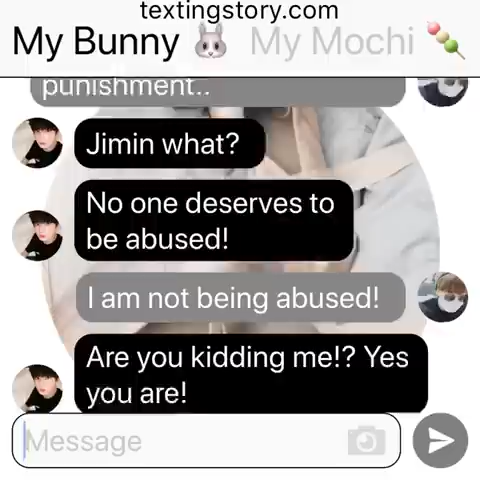 textingstory.com
My Bunny 🐰 My Mochi 🍡
punishment..
Jimin what?
No one deserves to
be abused!
I am not being abused!
Are you kidding me!? Yes
you are!
Message